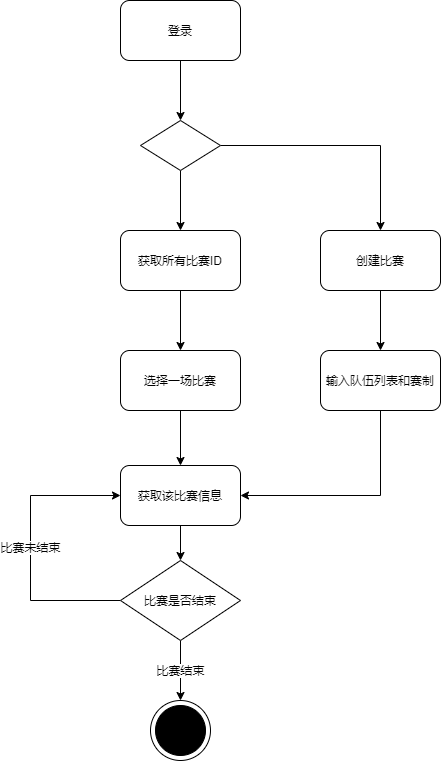 登录
获取所有比赛ID
创建比赛
选择一场比赛
输入队伍列表和赛制
获取该比赛信息
比赛未结束
比赛是否结束
比赛结束